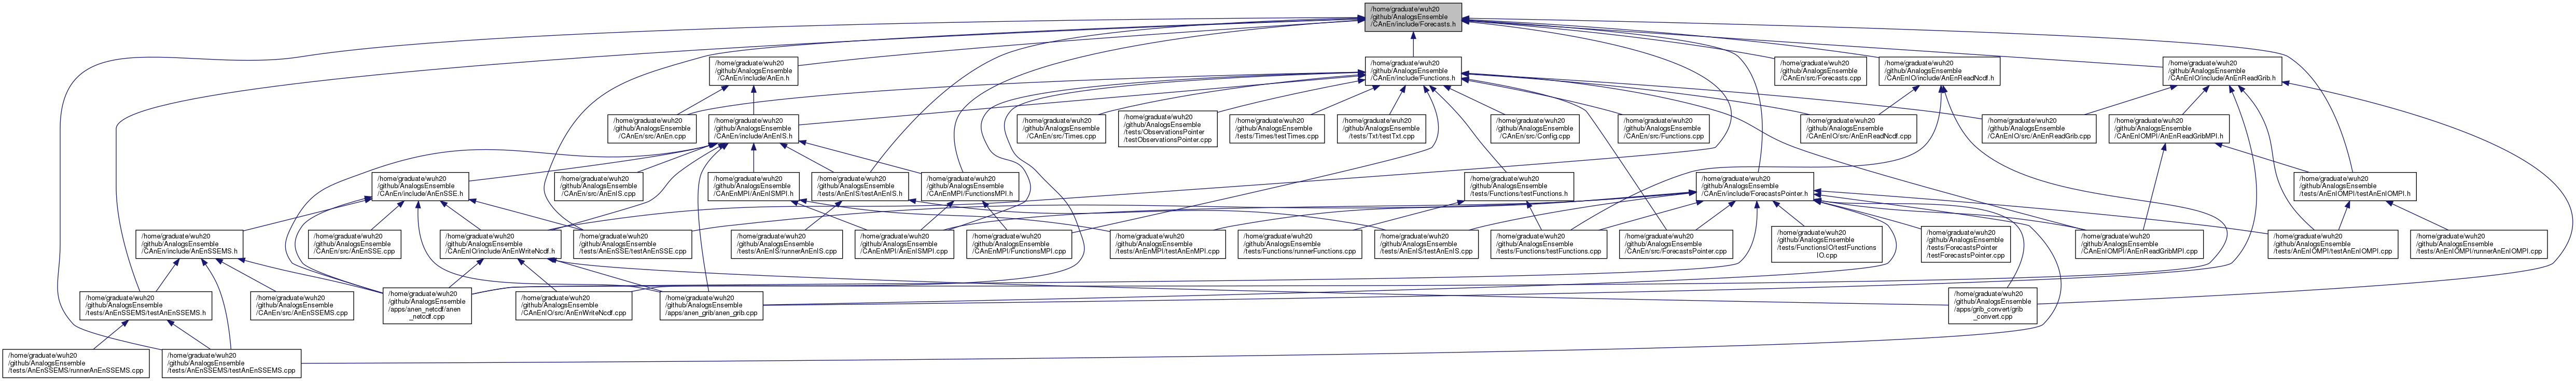 /home/graduate/wuh20
/github/AnalogsEnsemble
/CAnEn/include/Forecasts.h
/home/graduate/wuh20
/github/AnalogsEnsemble
/CAnEn/include/AnEn.h
/home/graduate/wuh20
/github/AnalogsEnsemble
/CAnEn/include/Functions.h
/home/graduate/wuh20
/github/AnalogsEnsemble
/CAnEn/src/Forecasts.cpp
/home/graduate/wuh20
/github/AnalogsEnsemble
/CAnEnIO/include/AnEnReadNcdf.h
/home/graduate/wuh20
/github/AnalogsEnsemble
/CAnEnIO/include/AnEnReadGrib.h
/home/graduate/wuh20
/github/AnalogsEnsemble
/CAnEn/src/AnEn.cpp
/home/graduate/wuh20
/github/AnalogsEnsemble
/CAnEn/include/AnEnIS.h
/home/graduate/wuh20
/github/AnalogsEnsemble
/CAnEn/src/Times.cpp
/home/graduate/wuh20
/github/AnalogsEnsemble
/tests/ObservationsPointer
/testObservationsPointer.cpp
/home/graduate/wuh20
/github/AnalogsEnsemble
/tests/Times/testTimes.cpp
/home/graduate/wuh20
/github/AnalogsEnsemble
/tests/Txt/testTxt.cpp
/home/graduate/wuh20
/github/AnalogsEnsemble
/CAnEn/src/Config.cpp
/home/graduate/wuh20
/github/AnalogsEnsemble
/CAnEn/src/Functions.cpp
/home/graduate/wuh20
/github/AnalogsEnsemble
/CAnEnIO/src/AnEnReadNcdf.cpp
/home/graduate/wuh20
/github/AnalogsEnsemble
/CAnEnIO/src/AnEnReadGrib.cpp
/home/graduate/wuh20
/github/AnalogsEnsemble
/CAnEnIOMPI/AnEnReadGribMPI.h
/home/graduate/wuh20
/github/AnalogsEnsemble
/CAnEn/include/AnEnSSE.h
/home/graduate/wuh20
/github/AnalogsEnsemble
/CAnEn/src/AnEnIS.cpp
/home/graduate/wuh20
/github/AnalogsEnsemble
/CAnEnMPI/AnEnISMPI.h
/home/graduate/wuh20
/github/AnalogsEnsemble
/tests/AnEnIS/testAnEnIS.h
/home/graduate/wuh20
/github/AnalogsEnsemble
/CAnEnMPI/FunctionsMPI.h
/home/graduate/wuh20
/github/AnalogsEnsemble
/tests/Functions/testFunctions.h
/home/graduate/wuh20
/github/AnalogsEnsemble
/CAnEn/include/ForecastsPointer.h
/home/graduate/wuh20
/github/AnalogsEnsemble
/tests/AnEnIOMPI/testAnEnIOMPI.h
/home/graduate/wuh20
/github/AnalogsEnsemble
/CAnEn/include/AnEnSSEMS.h
/home/graduate/wuh20
/github/AnalogsEnsemble
/CAnEn/src/AnEnSSE.cpp
/home/graduate/wuh20
/github/AnalogsEnsemble
/CAnEnIO/include/AnEnWriteNcdf.h
/home/graduate/wuh20
/github/AnalogsEnsemble
/tests/AnEnSSE/testAnEnSSE.cpp
/home/graduate/wuh20
/github/AnalogsEnsemble
/tests/AnEnIS/runnerAnEnIS.cpp
/home/graduate/wuh20
/github/AnalogsEnsemble
/CAnEnMPI/AnEnISMPI.cpp
/home/graduate/wuh20
/github/AnalogsEnsemble
/CAnEnMPI/FunctionsMPI.cpp
/home/graduate/wuh20
/github/AnalogsEnsemble
/tests/AnEnMPI/testAnEnMPI.cpp
/home/graduate/wuh20
/github/AnalogsEnsemble
/tests/Functions/runnerFunctions.cpp
/home/graduate/wuh20
/github/AnalogsEnsemble
/tests/AnEnIS/testAnEnIS.cpp
/home/graduate/wuh20
/github/AnalogsEnsemble
/tests/Functions/testFunctions.cpp
/home/graduate/wuh20
/github/AnalogsEnsemble
/CAnEn/src/ForecastsPointer.cpp
/home/graduate/wuh20
/github/AnalogsEnsemble
/tests/FunctionsIO/testFunctions
IO.cpp
/home/graduate/wuh20
/github/AnalogsEnsemble
/tests/ForecastsPointer
/testForecastsPointer.cpp
/home/graduate/wuh20
/github/AnalogsEnsemble
/CAnEnIOMPI/AnEnReadGribMPI.cpp
/home/graduate/wuh20
/github/AnalogsEnsemble
/tests/AnEnIOMPI/testAnEnIOMPI.cpp
/home/graduate/wuh20
/github/AnalogsEnsemble
/tests/AnEnIOMPI/runnerAnEnIOMPI.cpp
/home/graduate/wuh20
/github/AnalogsEnsemble
/tests/AnEnSSEMS/testAnEnSSEMS.h
/home/graduate/wuh20
/github/AnalogsEnsemble
/CAnEn/src/AnEnSSEMS.cpp
/home/graduate/wuh20
/github/AnalogsEnsemble
/apps/anen_netcdf/anen
_netcdf.cpp
/home/graduate/wuh20
/github/AnalogsEnsemble
/CAnEnIO/src/AnEnWriteNcdf.cpp
/home/graduate/wuh20
/github/AnalogsEnsemble
/apps/anen_grib/anen_grib.cpp
/home/graduate/wuh20
/github/AnalogsEnsemble
/apps/grib_convert/grib
_convert.cpp
/home/graduate/wuh20
/github/AnalogsEnsemble
/tests/AnEnSSEMS/runnerAnEnSSEMS.cpp
/home/graduate/wuh20
/github/AnalogsEnsemble
/tests/AnEnSSEMS/testAnEnSSEMS.cpp